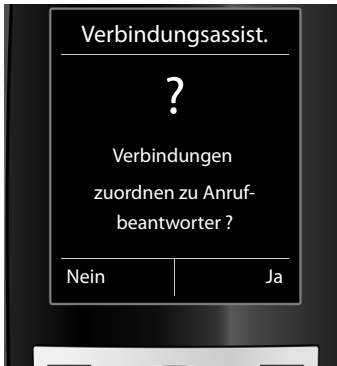 Verbindungsassist.
?
Verbindungen
zuordnen zu Anruf-
beantworter ?
Nein Ja